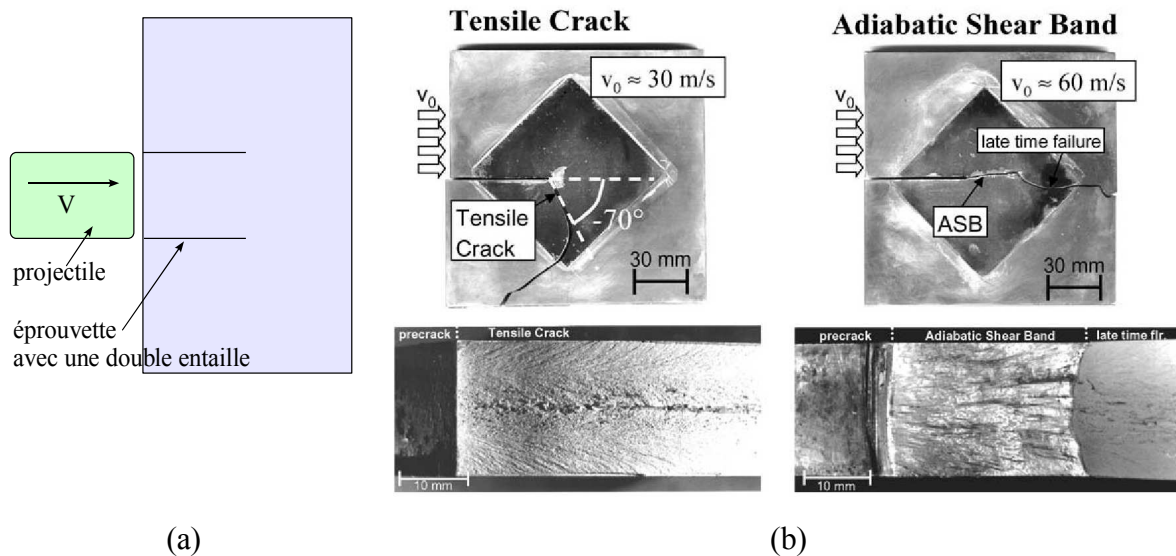 V
projectile
éprouvette
avec une double entaille
(a)
Tensile Crack
v₀ ≈ 30 m/s
v₀
Tensile
Crack
-70°
30 mm
Adiabatic Shear Band
v₀ ≈ 60 m/s
v₀
late time failure
ASB
30 mm
precrack
Tensile Crack
10 mm
precrack
Adiabatic Shear Band
late time flr.
10 mm
(b)